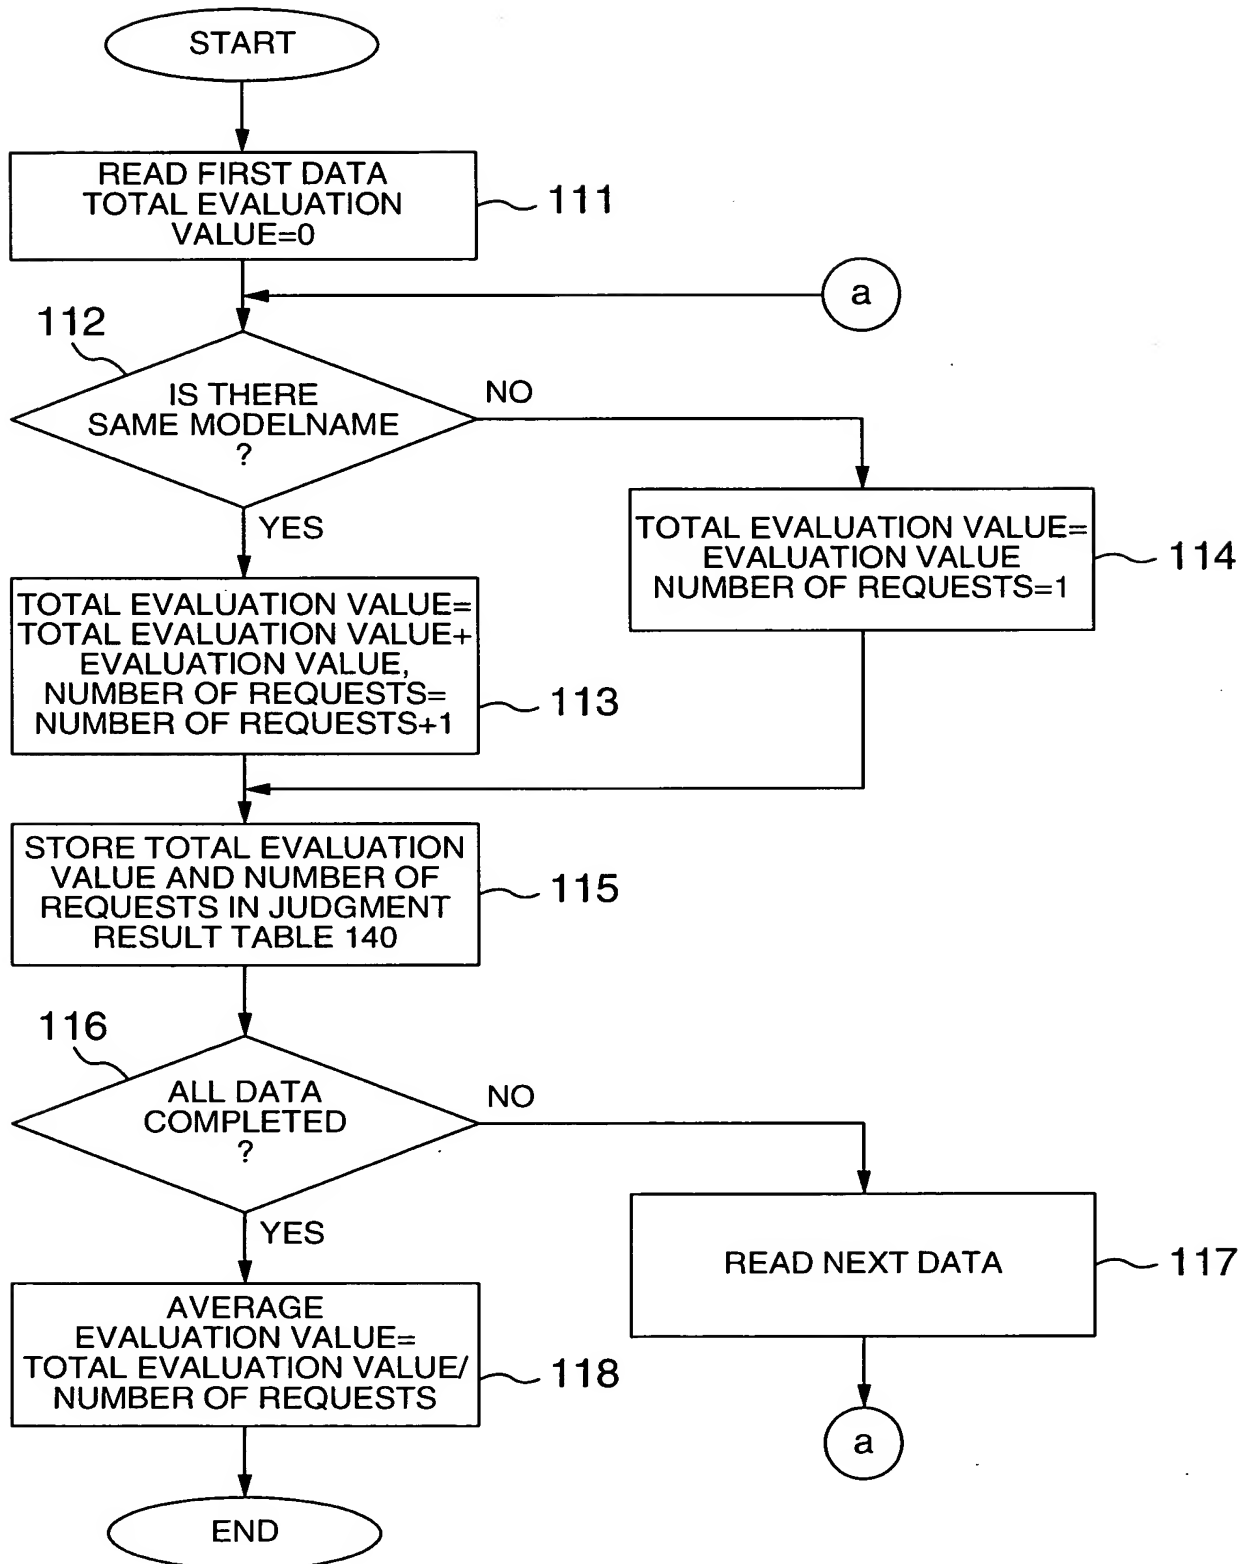 START
READ FIRST DATA
TOTAL EVALUATION
VALUE=0
111
a
112
IS THERE
SAME MODELNAME
?
NO
YES
TOTAL EVALUATION VALUE=
EVALUATION VALUE
NUMBER OF REQUESTS=1
114
TOTAL EVALUATION VALUE=
TOTAL EVALUATION VALUE+
EVALUATION VALUE,
NUMBER OF REQUESTS=
NUMBER OF REQUESTS+1
113
STORE TOTAL EVALUATION
VALUE AND NUMBER OF
REQUESTS IN JUDGMENT
RESULT TABLE 140
115
116
ALL DATA
COMPLETED
?
NO
YES
READ NEXT DATA
117
AVERAGE
EVALUATION VALUE=
TOTAL EVALUATION VALUE/
NUMBER OF REQUESTS
118
a
END